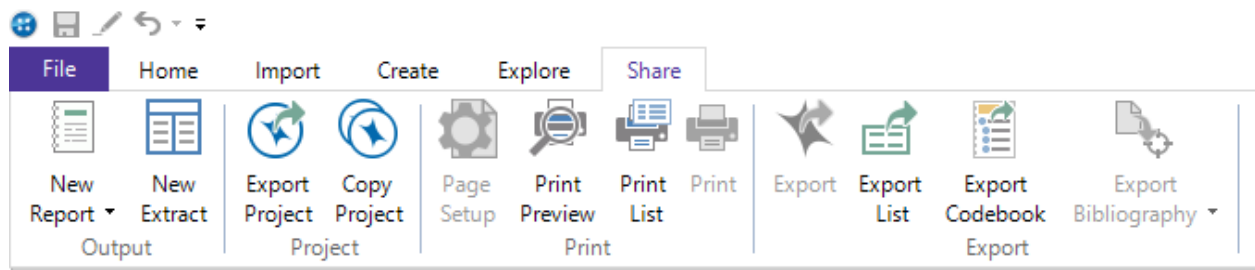 File Home Import Create Explore Share
New Report New Extract Export Project Copy Project Page Setup Print Preview Print List Print Export Export List Export Codebook Export Bibliography
Output Project Print Export